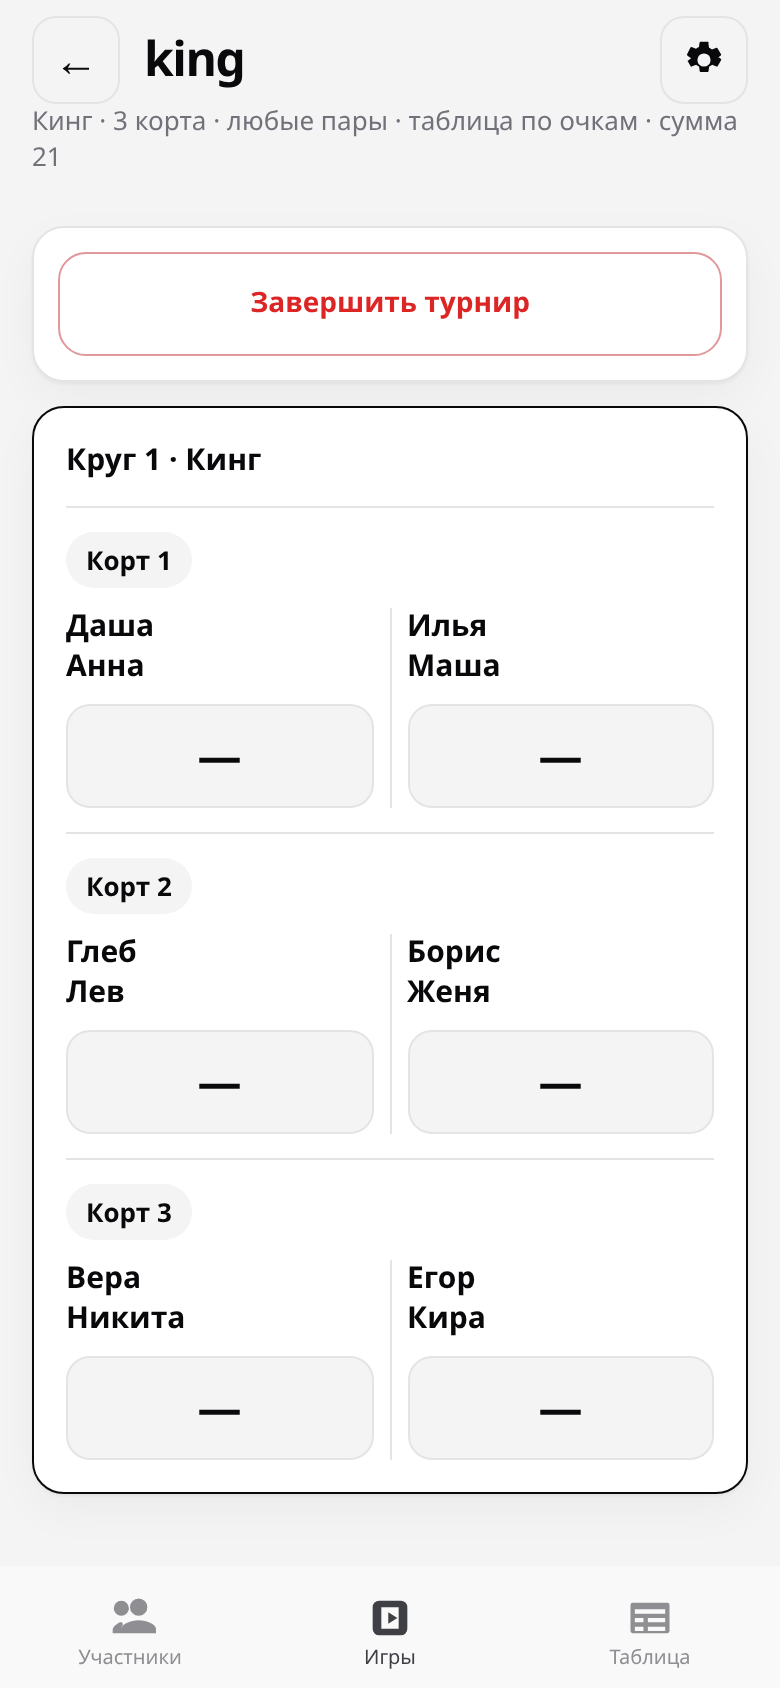 ← king
Кинг · 3 корта · любые пары · таблица по очкам · сумма
21
Завершить турнир
Круг 1 · Кинг
Корт 1
Даша
Анна
Илья
Маша
— —
Корт 2
Глеб
Лев
Борис
Женя
— —
Корт 3
Вера
Никита
Егор
Кира
— —
Участники
Игры
Таблица